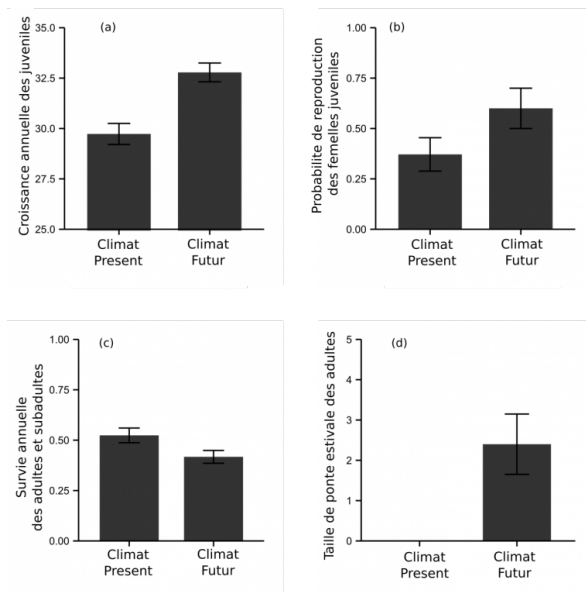 (a)
Croissance annuelle des juveniles
35.0
32.5
30.0
27.5
25.0
Climat
Present
Climat
Futur
(b)
Probabilite de reproduction
des femelles juveniles
1.00
0.75
0.50
0.25
0.00
Climat
Present
Climat
Futur
(c)
Survie annuelle
des adultes et subadultes
1.00
0.75
0.50
0.25
0.00
Climat
Present
Climat
Futur
(d)
Taille de ponte estivale des adultes
5
4
3
2
1
0
Climat
Present
Climat
Futur